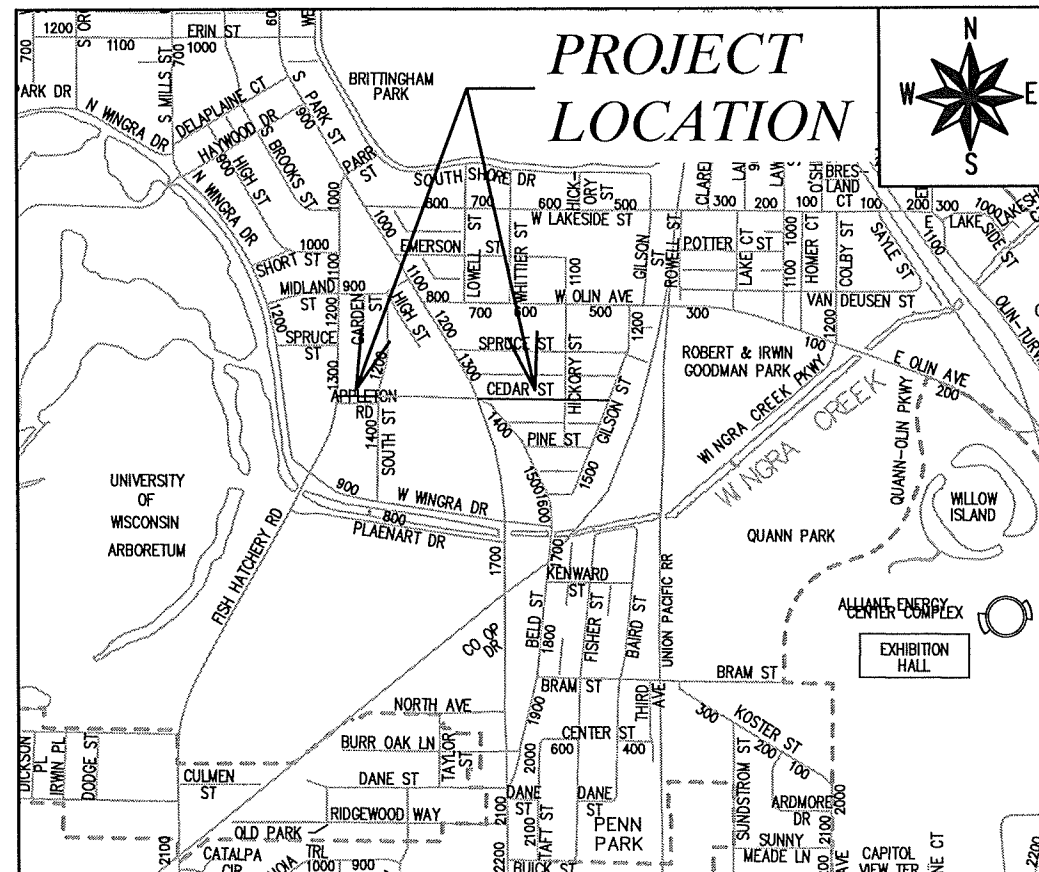 PROJECT
LOCATION
N
W
E
S
1200
1100
ERIN ST
1000
700
S MILLS ST
700
60
PARK DR
N WINGRA DR
DELAPLAINE CT
HAYWOOD DR
900
HIGH ST
S
BROOKS ST
S
PARK ST
900
BRITTINGHAM
PARK
PARR
ST
N WINGRA DR
1000
1000
SOUTH SHORE DR
HICK-
ORY
ST
800
700
600
500
W LAKESIDE ST
300
200
100
BRES-
LAND
CT
100
200
300
1000
LAKE
SIDE ST
1100
SAYLE ST
EMERSON ST
LOWELL ST
WHITTIER ST
1100
GILSON
ST
ROWELL ST
POTTER ST
LAKE CT
1000
1100
HOMER CT
COLBY ST
1000
SHORT ST
1100
MIDLAND
ST
900
1100
HIGH ST
800
700
600
W OLIN AVE
500
300
VAN DEUSEN ST
1200
1200
GARDEN ST
1200
1200
SPRUCE
ST
SPRUCE ST
100
E OLIN AVE
200
1300
1200
1300
CEDAR ST
HICKORY ST
ROBERT & IRWIN
GOODMAN PARK
APPLETON
RD
1400
SOUTH ST
1400
PINE ST
GILSON ST
1500
1500
1600
WINGRA CREEK PKWY
WINGRA CREEK
QUANN-OLIN PKWY
WILLOW
ISLAND
UNIVERSITY
OF
WISCONSIN
ARBORETUM
900
W WINGRA DR
800
PLAENART DR
FISH HATCHERY RD
1700
1700
QUANN PARK
KENWARD
ST
BELD ST
1800
FISHER ST
BAIRD ST
UNION PACIFIC RR
ALLIANT ENERGY
CENTER COMPLEX
EXHIBITION
HALL
CO OP
DR
BRAM ST
BRAM ST
1900
THIRD
AVE
300
KOSTER ST
200
100
NORTH AVE
BURR OAK LN
TAYLOR
ST
CENTER ST
600
400
2000
DICKSON
PL
IRWIN PL
DODGE ST
CULMEN
ST
DANE ST
DANE
ST
DANE
ST
2100
2100
TAFT ST
RIDGEWOOD WAY
OLD PARK
PENN
PARK
SUNDSTROM ST
ARDMORE
DR
2000
2100
SUNNY
MEADE LN
2100
CATALPA
CIR
TRL
1000
900
2200
BUICK ST
200
AVE
CAPITOL
VIEW TER
NE CT
2200